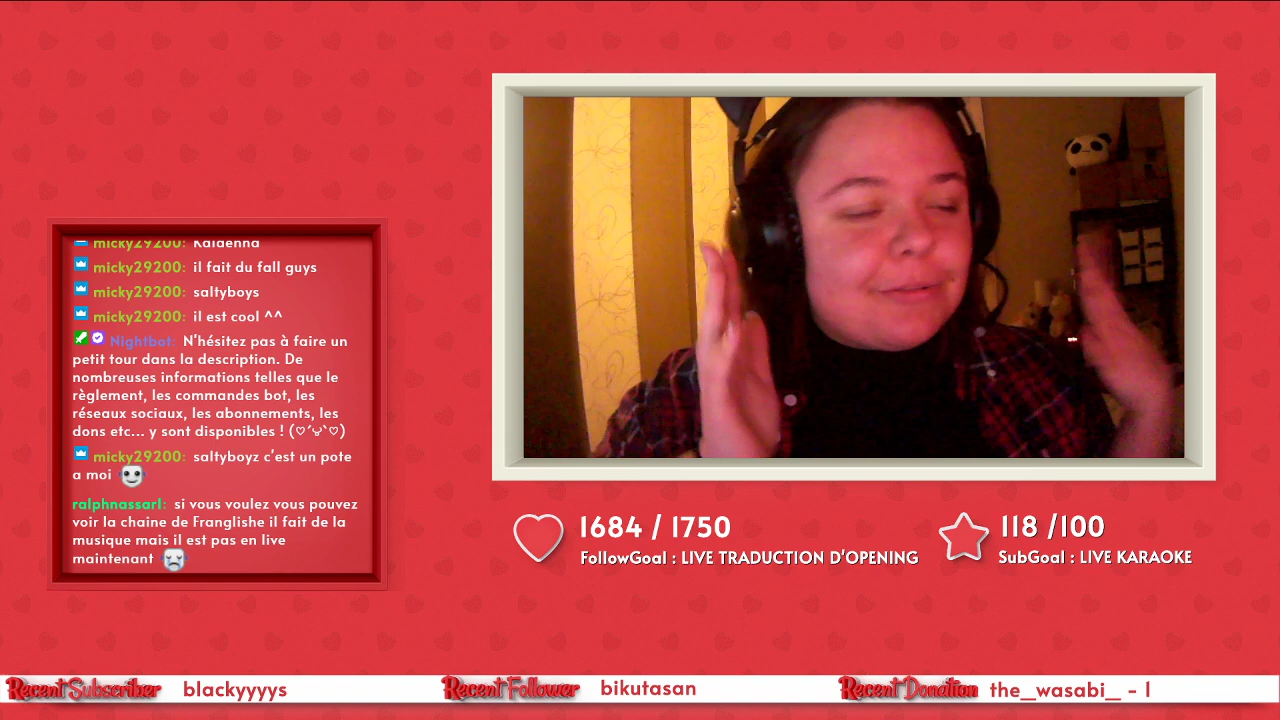 micky29200: Kaldenna
micky29200: il fait du fall guys
micky29200: saltyboys
micky29200: il est cool ^^
Nightbot: N'hésitez pas à faire un
petit tour dans la description. De
nombreuses informations telles que le
règlement, les commandes bot, les
réseaux sociaux, les abonnements, les
dons etc... y sont disponibles ! (♡´౪`♡)
micky29200: saltyboyz c'est un pote
a moi
ralphnassar1: si vous voulez vous pouvez
voir la chaine de Franglishe il fait de la
musique mais il est pas en live
maintenant
1684 / 1750
FollowGoal : LIVE TRADUCTION D'OPENING
118 /100
SubGoal : LIVE KARAOKE
Recent Subscriber blackyyyys
Recent Follower bikutasan
Recent Donation the_wasabi_ - 1